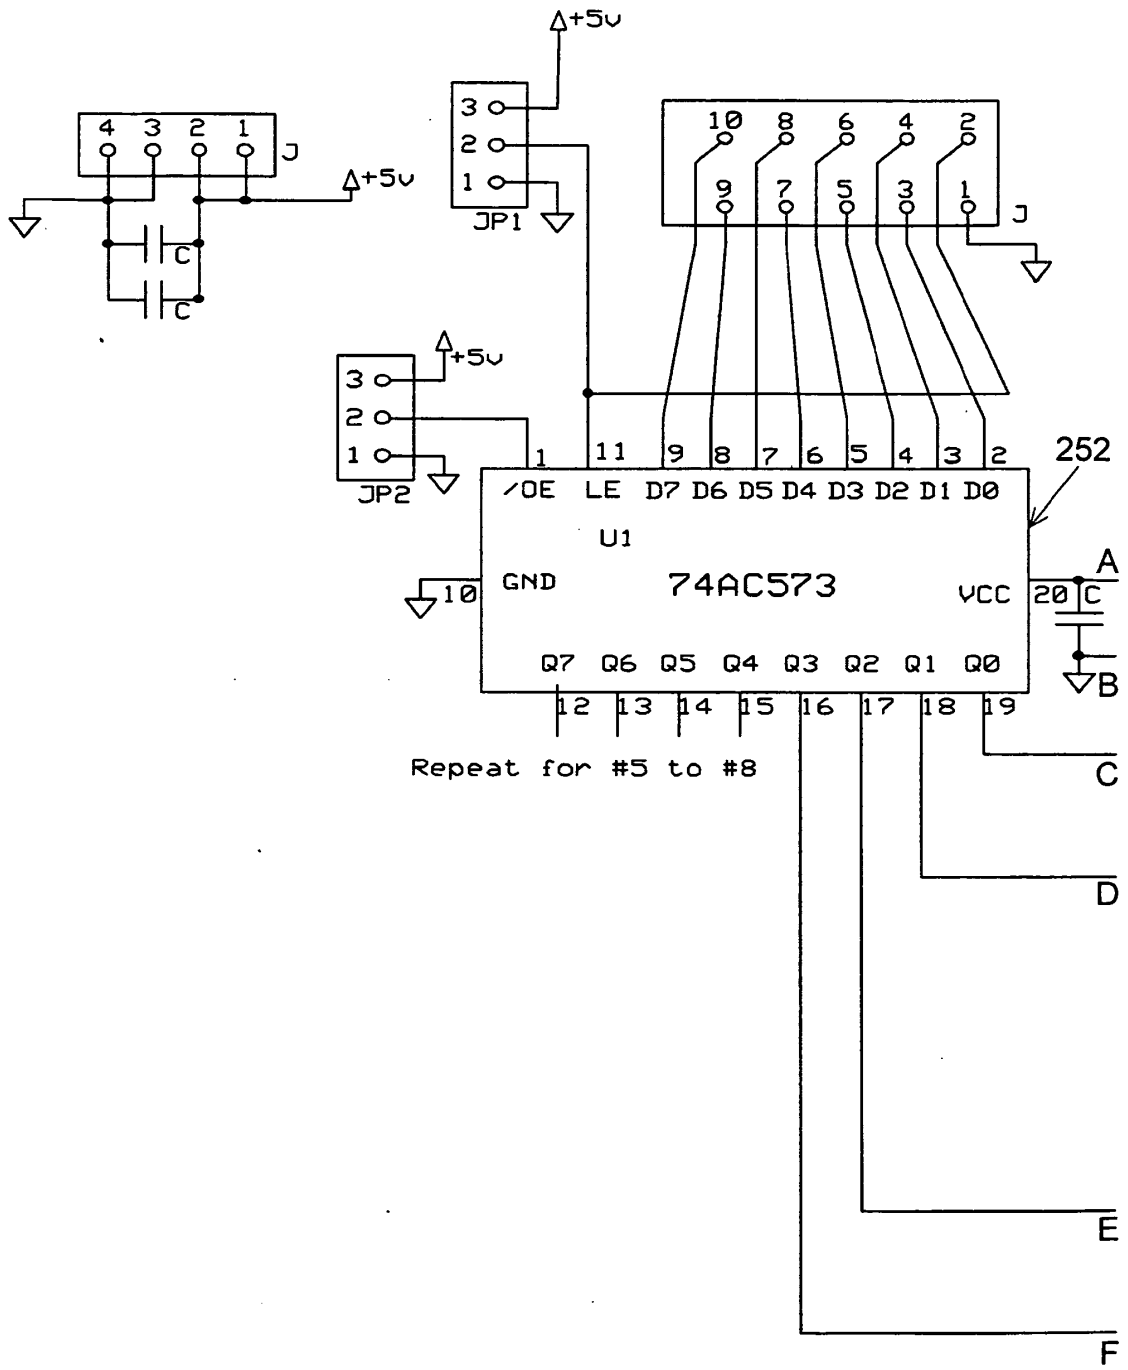 +5v
3
2
1
JP1
4 3 2 1
J
+5v
C
C
10 8 6 4 2
9 7 5 3 1
J
+5v
3
2
1
JP2
1 11 9 8 7 6 5 4 3 2
252
/OE LE D7 D6 D5 D4 D3 D2 D1 D0
U1
A
10 GND 74AC573 VCC 20 C
B
Q7 Q6 Q5 Q4 Q3 Q2 Q1 Q0
12 13 14 15 16 17 18 19
Repeat for #5 to #8
C
D
E
F